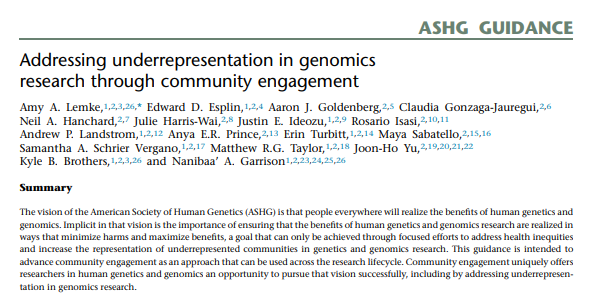 ASHG GUIDANCE
Addressing underrepresentation in genomics
research through community engagement
Amy A. Lemke,1,2,3,26,* Edward D. Esplin,1,2,4 Aaron J. Goldenberg,2,5 Claudia Gonzaga-Jauregui,2,6
Neil A. Hanchard,2,7 Julie Harris-Wai,2,8 Justin E. Ideozu,1,2,9 Rosario Isasi,2,10,11
Andrew P. Landstrom,1,2,12 Anya E.R. Prince,2,13 Erin Turbitt,1,2,14 Maya Sabatello,2,15,16
Samantha A. Schrier Vergano,1,2,17 Matthew R.G. Taylor,1,2,18 Joon-Ho Yu,2,19,20,21,22
Kyle B. Brothers,1,2,3,26 and Nanibaa' A. Garrison1,2,23,24,25,26
Summary
The vision of the American Society of Human Genetics (ASHG) is that people everywhere will realize the benefits of human genetics and
genomics. Implicit in that vision is the importance of ensuring that the benefits of human genetics and genomics research are realized in
ways that minimize harms and maximize benefits, a goal that can only be achieved through focused efforts to address health inequities
and increase the representation of underrepresented communities in genetics and genomics research. This guidance is intended to
advance community engagement as an approach that can be used across the research lifecycle. Community engagement uniquely offers
researchers in human genetics and genomics an opportunity to pursue that vision successfully, including by addressing underrepresen-
tation in genomics research.